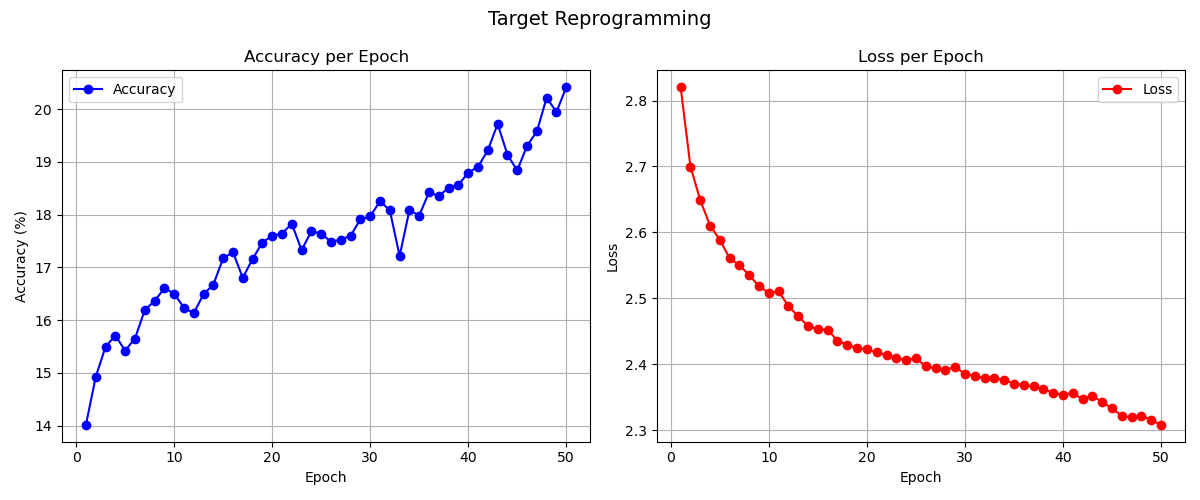 Target Reprogramming
Accuracy per Epoch
Accuracy
Accuracy (%)
20
19
18
17
16
15
14
0 10 20 30 40 50
Epoch
Loss per Epoch
Loss
Loss
2.8
2.7
2.6
2.5
2.4
2.3
0 10 20 30 40 50
Epoch